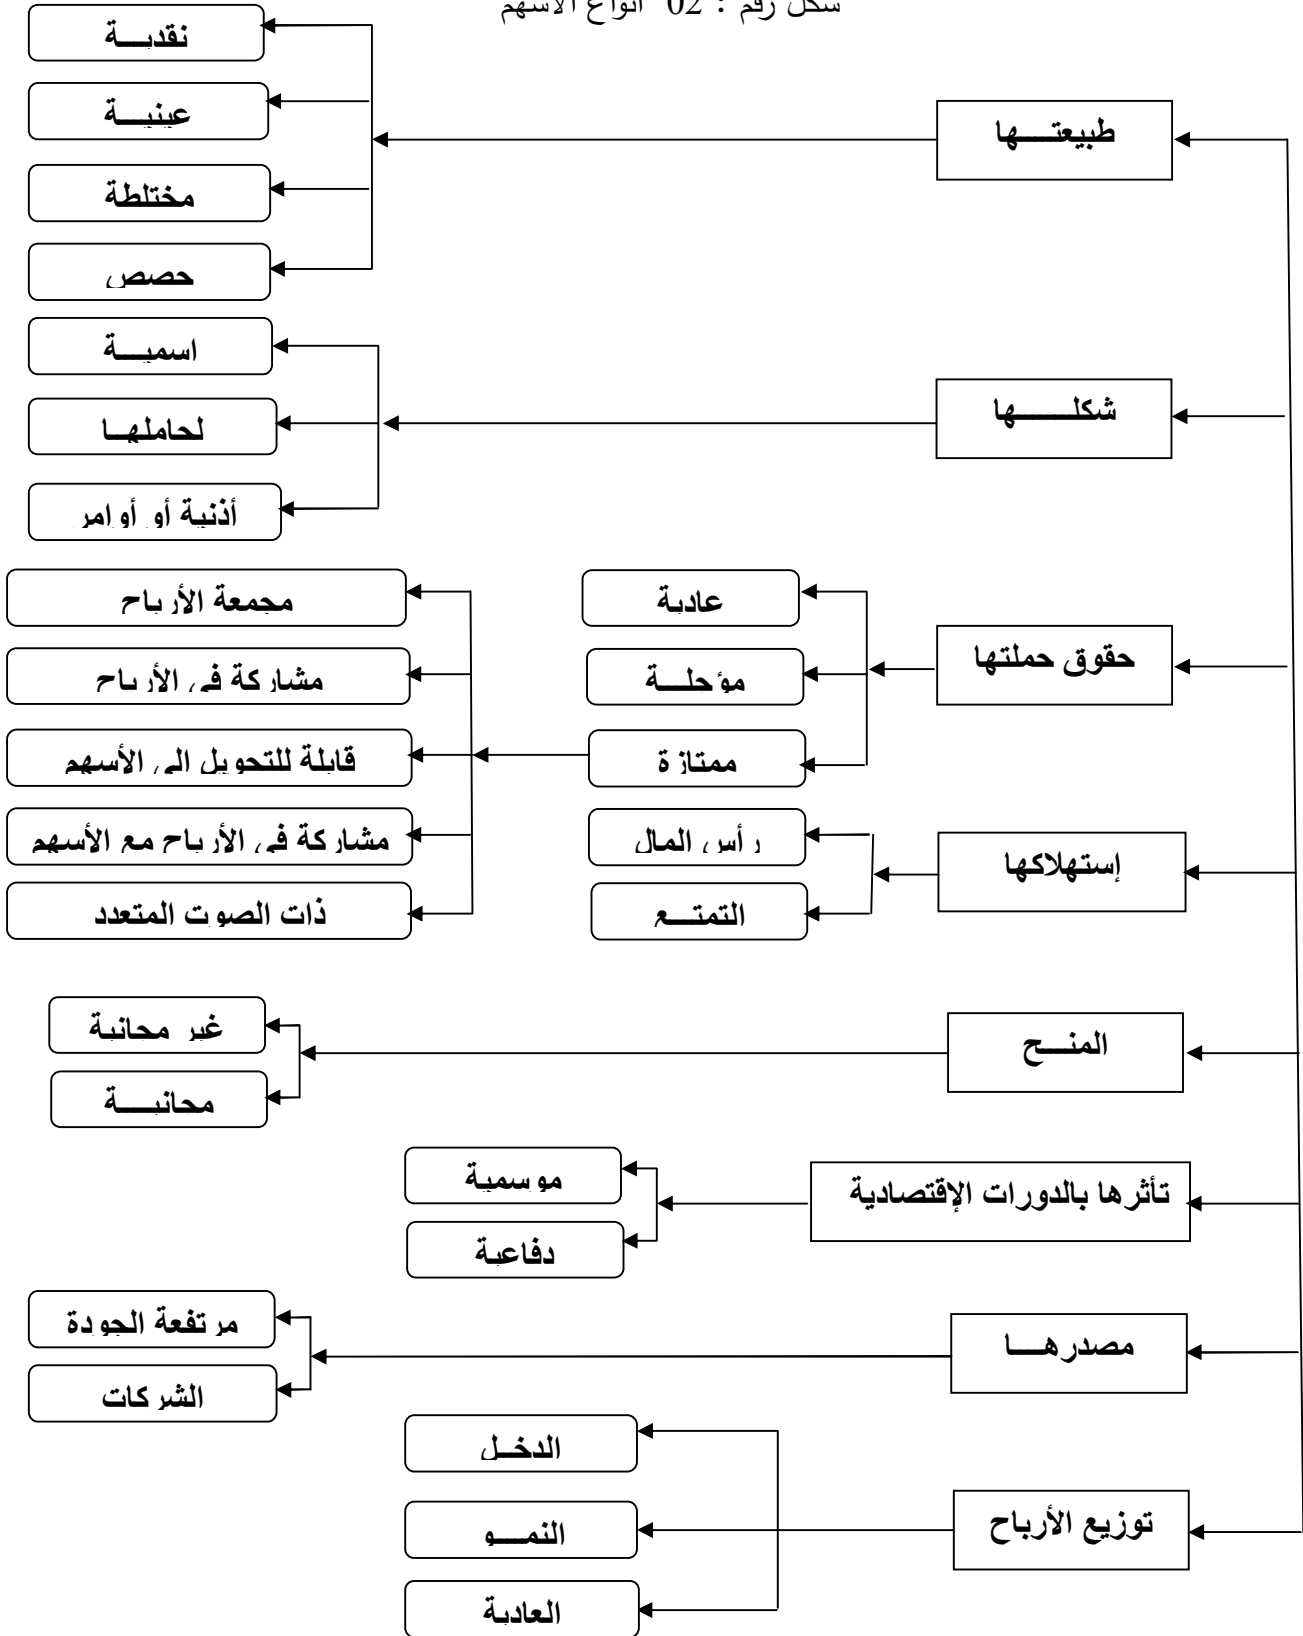 شكل رقم : 02 أنواع الأسهم
طبيعتها
نقدية
عينية
مختلطة
حصص
شكلها
اسمية
لحاملها
أذنية أو أوامر
حقوق حملتها
عادية
مؤجلة
ممتازة
مجمعة الأرباح
مشاركة في الأرباح
قابلة للتحويل الى الأسهم
مشاركة في الأرباح مع الأسهم
ذات الصوت المتعدد
إستهلاكها
رأس المال
التمتع
المنح
غير مجانية
مجانية
تأثرها بالدورات الإقتصادية
موسمية
دفاعية
مصدرها
مرتفعة الجودة
الشركات
توزيع الأرباح
الدخل
النمو
العادية